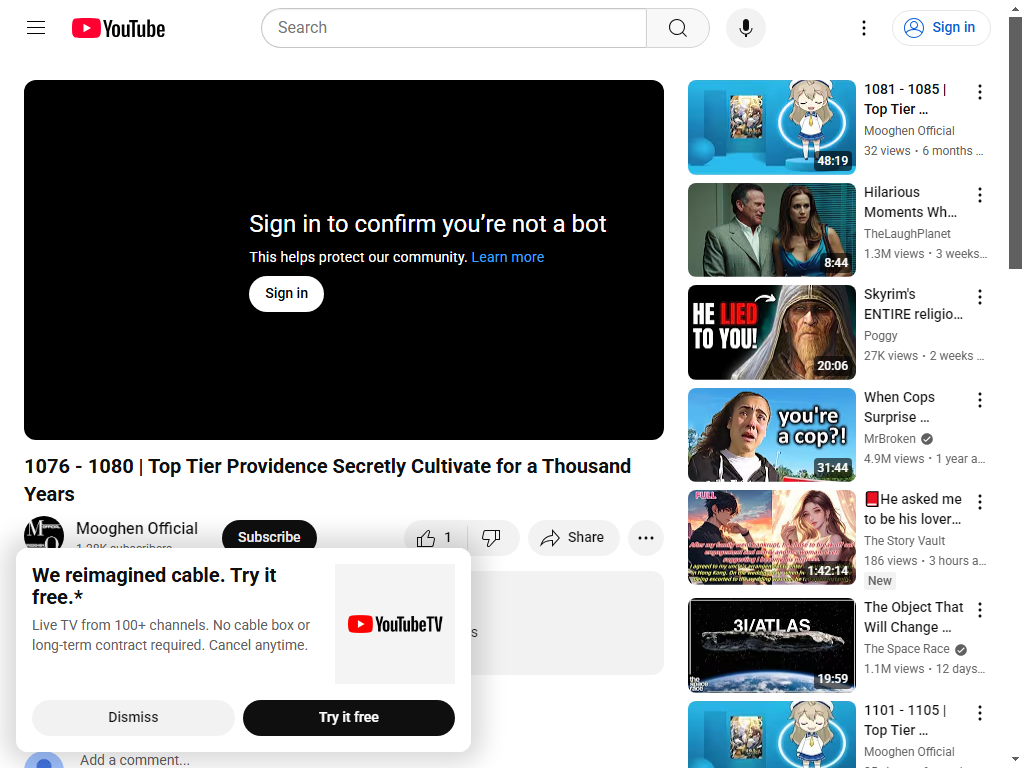 YouTube
Search
Sign in
Sign in to confirm you’re not a bot
This helps protect our community. Learn more
Sign in
1076 - 1080 | Top Tier Providence Secretly Cultivate for a Thousand
Years
Mooghen Official
Subscribe
1
Share
We reimagined cable. Try it
free.*
Live TV from 100+ channels. No cable box or
long-term contract required. Cancel anytime.
YouTubeTV
Dismiss
Try it free
Add a comment...
48:19
1081 - 1085 |
Top Tier ...
Mooghen Official
32 views • 6 months ...
8:44
Hilarious
Moments Wh...
TheLaughPlanet
1.3M views • 3 weeks...
HE LIED
TO YOU!
20:06
Skyrim's
ENTIRE religio...
Poggy
27K views • 2 weeks ...
you're
a cop?!
31:44
When Cops
Surprise ...
MrBroken
4.9M views • 1 year a...
FULL
1:42:14
📕He asked me
to be his lover...
The Story Vault
186 views • 3 hours a...
New
3I/ATLAS
the
space
race
19:59
The Object That
Will Change ...
The Space Race
1.1M views • 12 days...
1101 - 1105 |
Top Tier ...
Mooghen Official